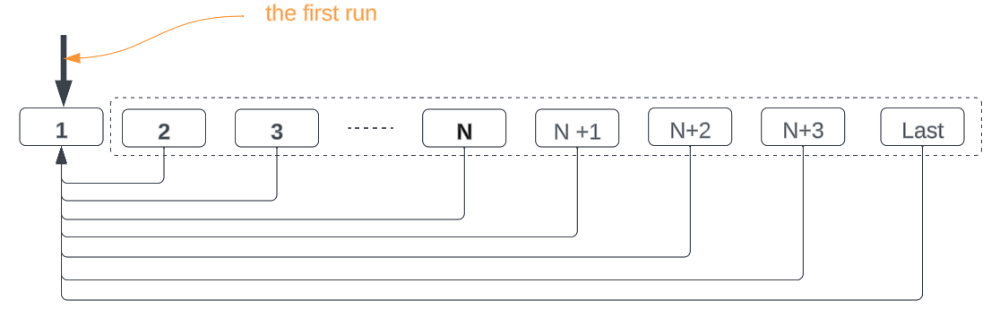 the first run
1
2
3
N
N +1
N+2
N+3
Last